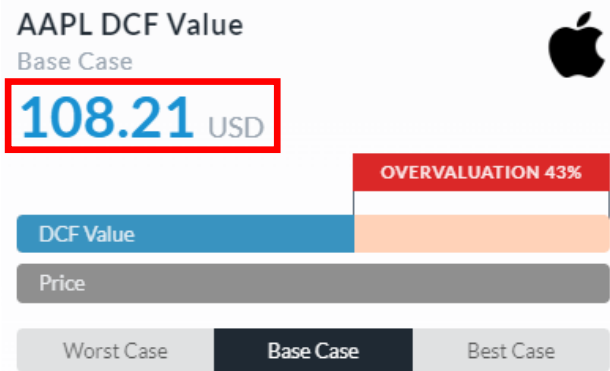 AAPL DCF Value
Base Case
108.21 USD
OVERVALUATION 43%
DCF Value
Price
Worst Case Base Case Best Case